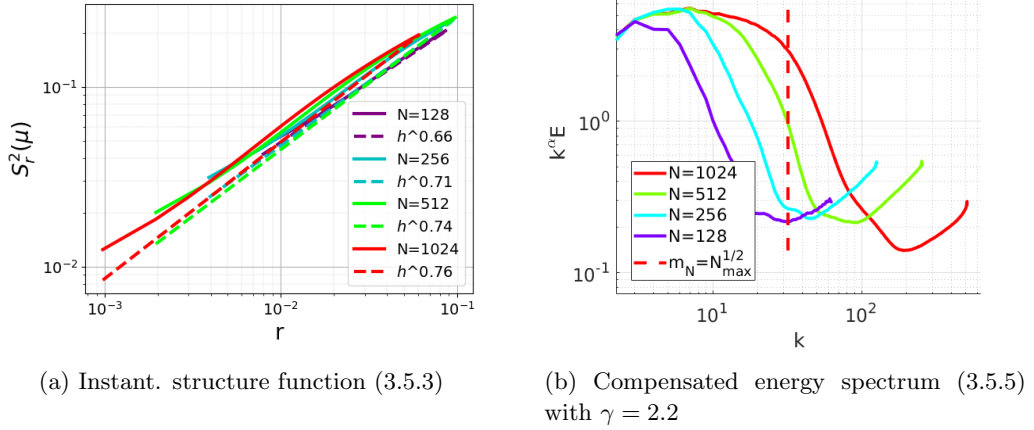 S_r^2(μ)
10^{-1}
10^{-2}
N=128
h^0.66
N=256
h^0.71
N=512
h^0.74
N=1024
h^0.76
10^{-3}
10^{-2}
10^{-1}
r
(a) Instant. structure function (3.5.3)
k^αE
10^0
10^{-1}
N=1024
N=512
N=256
N=128
m_N=N_{max}^{1/2}
10^1
10^2
k
(b) Compensated energy spectrum (3.5.5)
with γ = 2.2